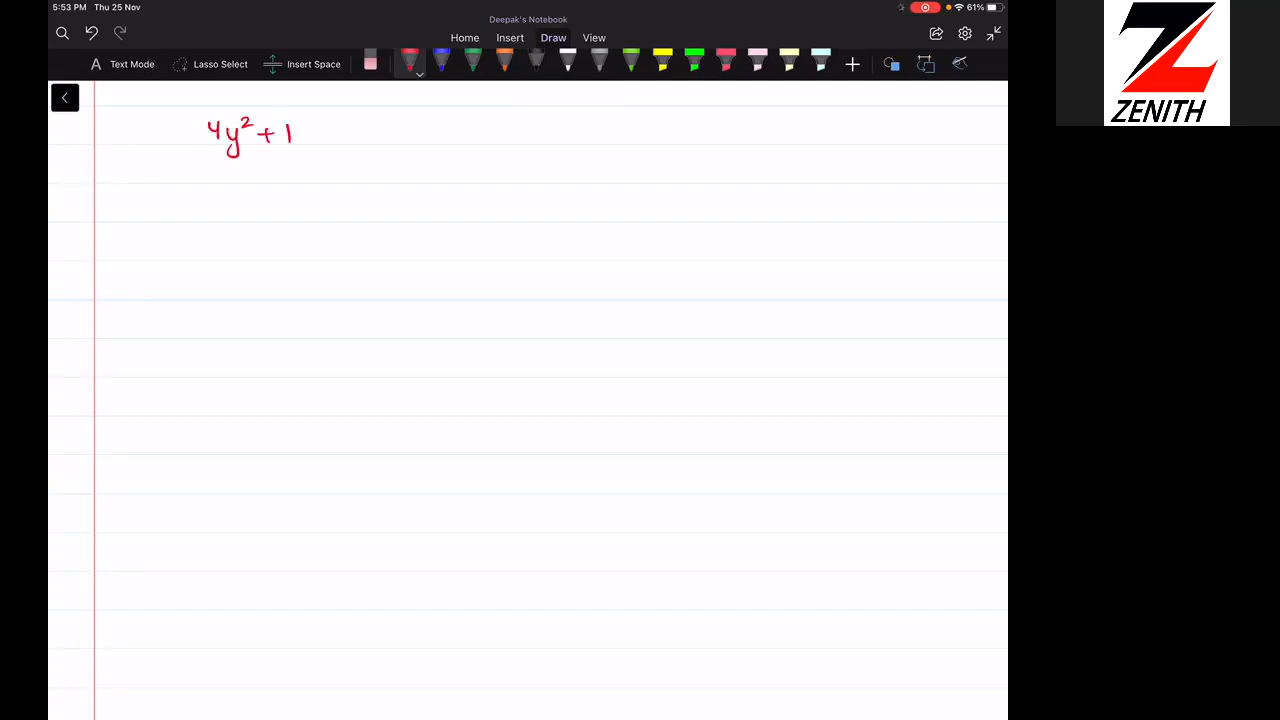 5:53 PM Thu 25 Nov
61%
Deepak's Notebook
Home Insert Draw View
A Text Mode Lasso Select Insert Space
4y² + 1
Z
ZENITH